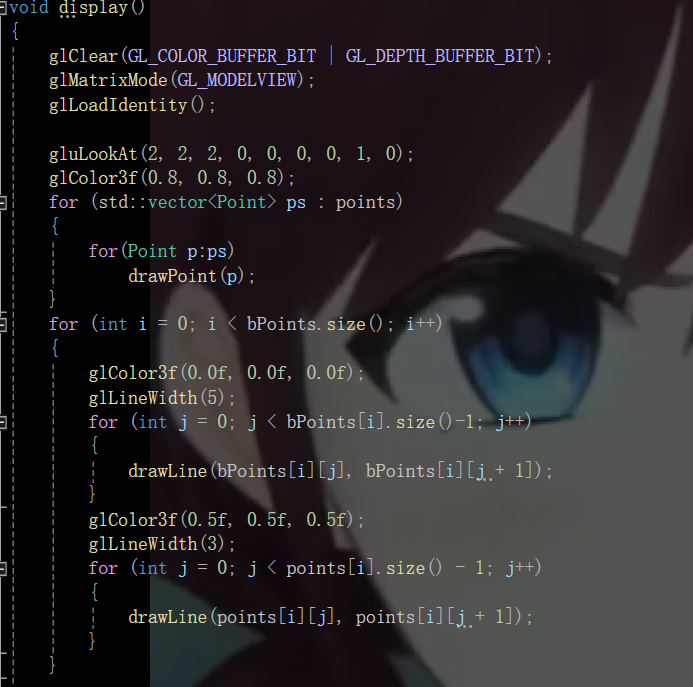 void display()
{
glClear(GL_COLOR_BUFFER_BIT | GL_DEPTH_BUFFER_BIT);
glMatrixMode(GL_MODELVIEW);
glLoadIdentity();
gluLookAt(2, 2, 2, 0, 0, 0, 0, 1, 0);
glColor3f(0.8, 0.8, 0.8);
for (std::vector<Point> ps : points)
{
for(Point p:ps)
drawPoint(p);
}
for (int i = 0; i < bPoints.size(); i++)
{
glColor3f(0.0f, 0.0f, 0.0f);
glLineWidth(5);
for (int j = 0; j < bPoints[i].size()-1; j++)
{
drawLine(bPoints[i][j], bPoints[i][j + 1]);
}
glColor3f(0.5f, 0.5f, 0.5f);
glLineWidth(3);
for (int j = 0; j < points[i].size() - 1; j++)
{
drawLine(points[i][j], points[i][j + 1]);
}
}